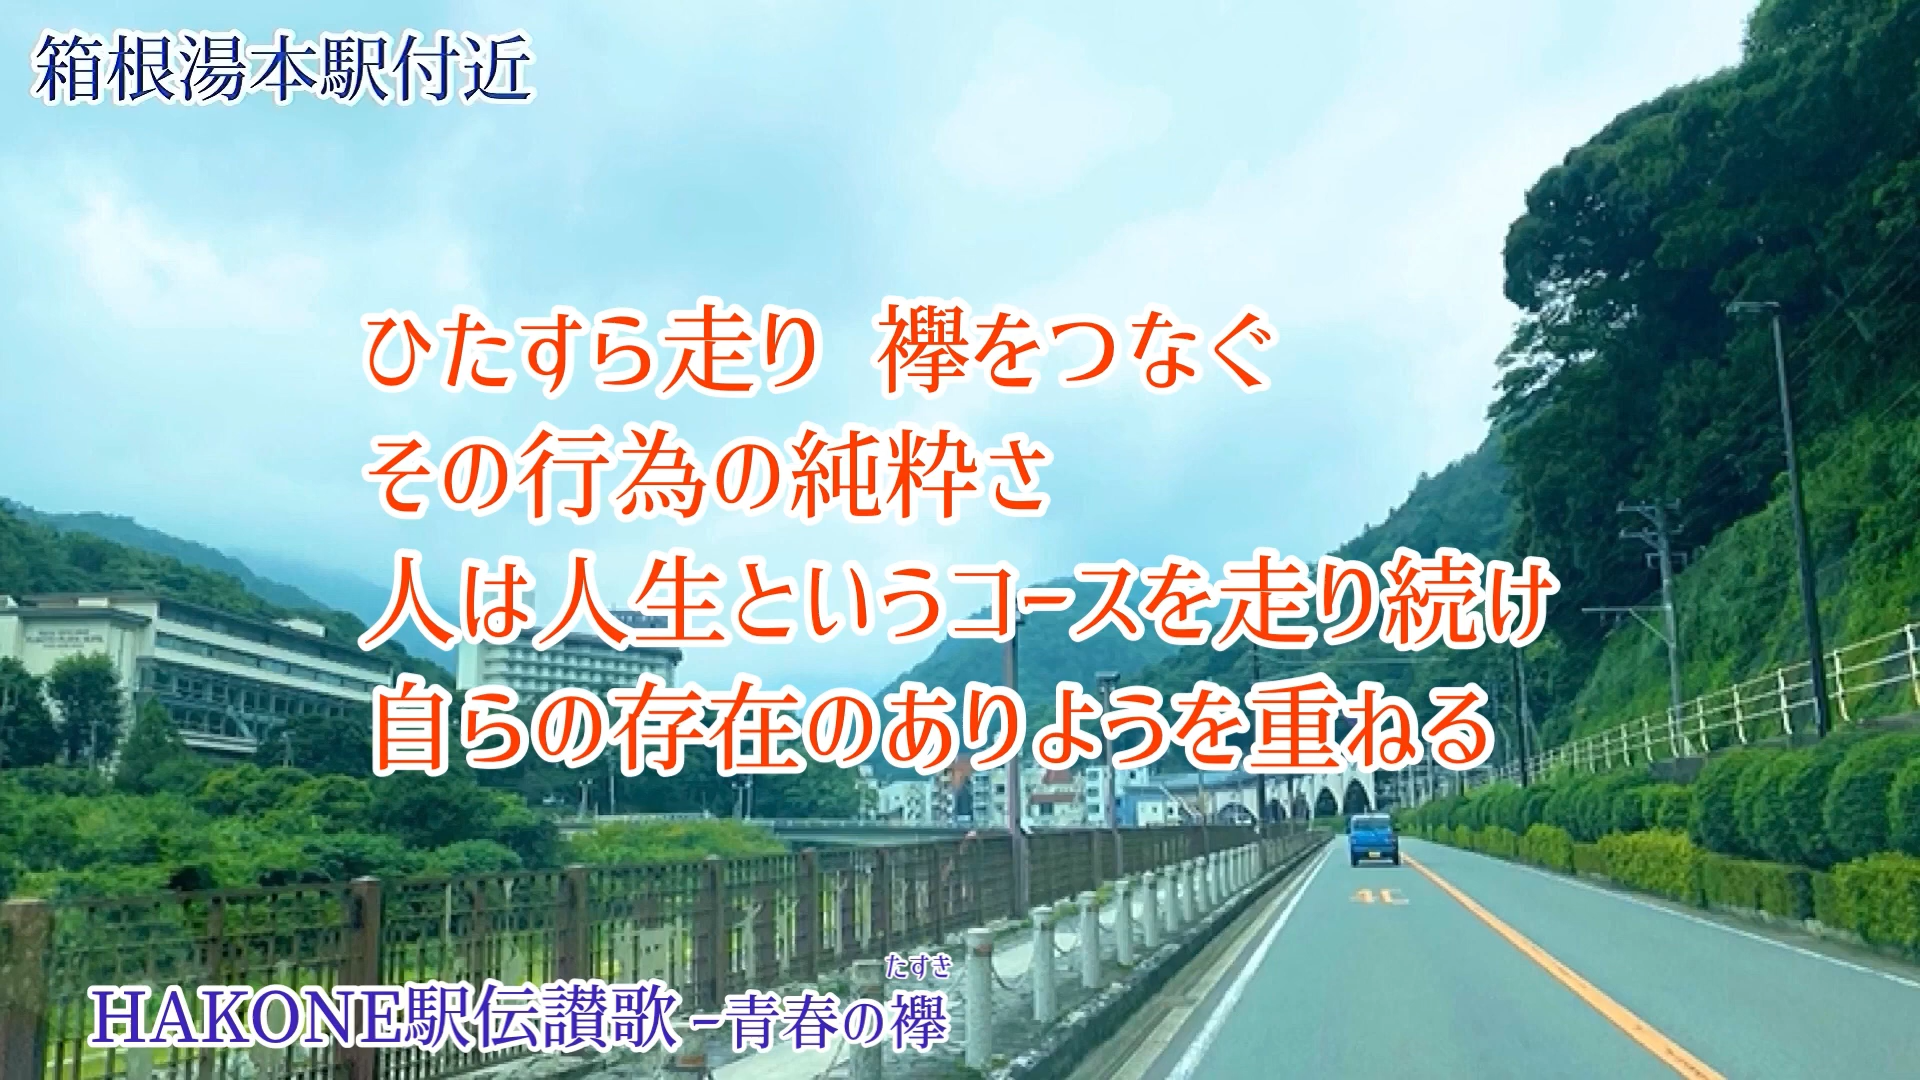 箱根湯本駅付近
ひたすら走り　襷をつなぐ
その行為の純粋さ
人は人生というコースを走り続け
自らの存在のありようを重ねる
たすき
HAKONE駅伝讃歌 −青春の襷
40